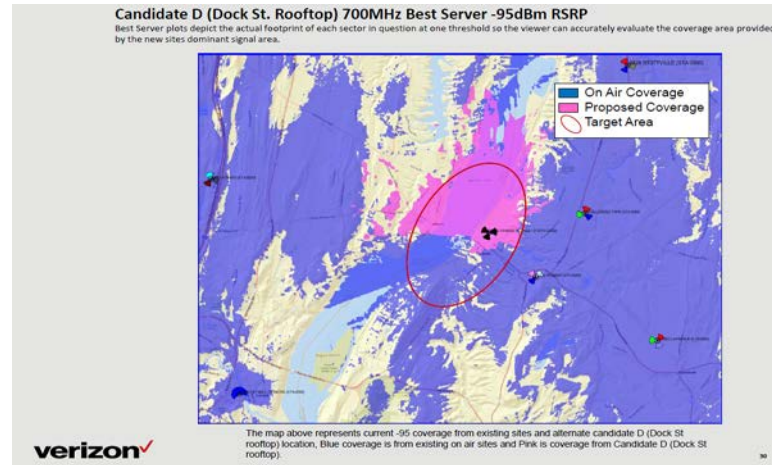 Candidate D (Dock St. Rooftop) 700MHz Best Server -95dBm RSRP
Best Server plots depict the actual footprint of each sector in question at one threshold so the viewer can accurately evaluate the coverage area provided
by the new sites dominant signal area.
On Air Coverage
Proposed Coverage
Target Area
The map above represents current -95 coverage from existing sites and alternate candidate D (Dock St
rooftop) location, Blue coverage is from existing on air sites and Pink is coverage from Candidate D (Dock St
rooftop).
verizon